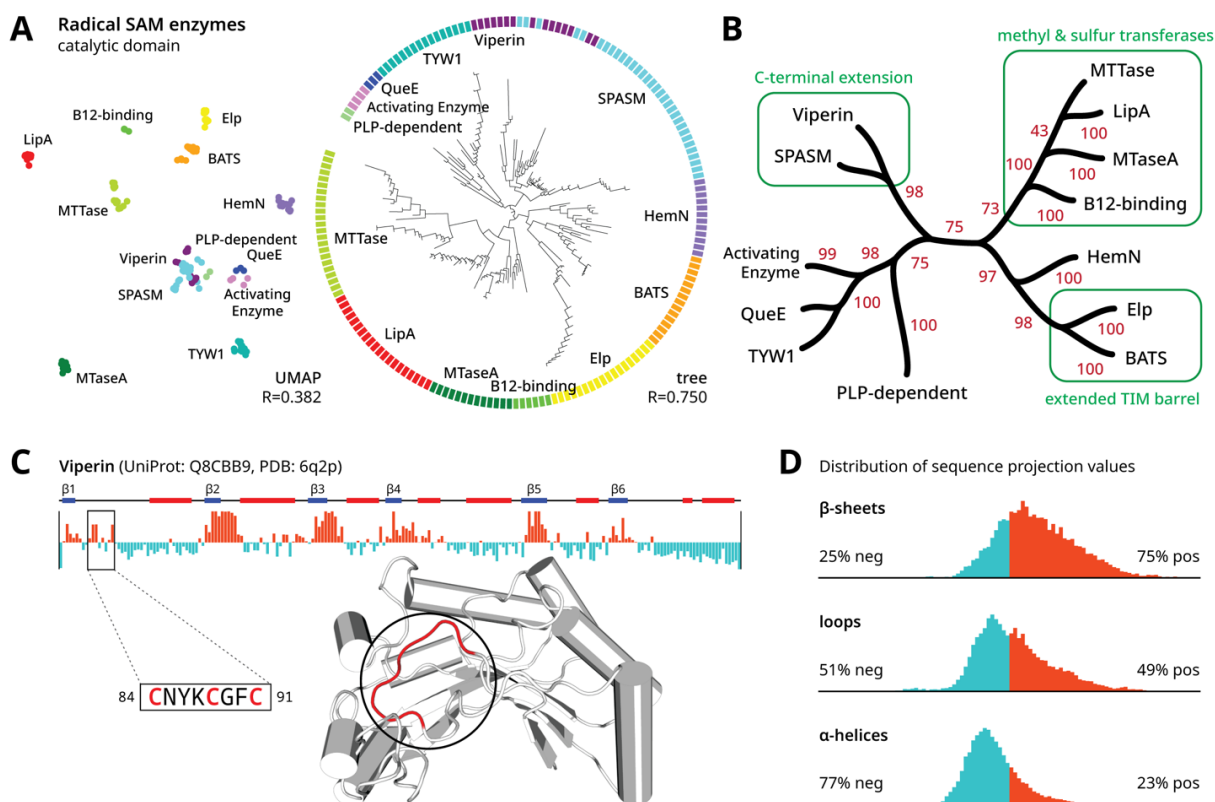 A
Radical SAM enzymes
catalytic domain
LipA
B12-binding
Elp
BATS
MTTase
HemN
PLP-dependent
QueE
Viperin
SPASM
Activating
Enzyme
TYW1
MTaseA
UMAP
R=0.382
Viperin
TYW1
QueE
Activating Enzyme
PLP-dependent
SPASM
HemN
MTTase
BATS
LipA
Elp
MTaseA
B12-binding
tree
R=0.750
B
methyl & sulfur transferases
C-terminal extension
MTTase
Viperin
LipA
SPASM
MTaseA
B12-binding
43
100
100
100
100
98
73
75
Activating
Enzyme
99
98
75
97
HemN
100
QueE
100
Elp
98
100
TYW1
100
BATS
100
PLP-dependent
extended TIM barrel
C
Viperin (UniProt: Q8CBB9, PDB: 6q2p)
β1
β2
β3
β4
β5
β6
84 CNYKCGFC 91
D
Distribution of sequence projection values
β-sheets
25% neg
75% pos
loops
51% neg
49% pos
α-helices
77% neg
23% pos